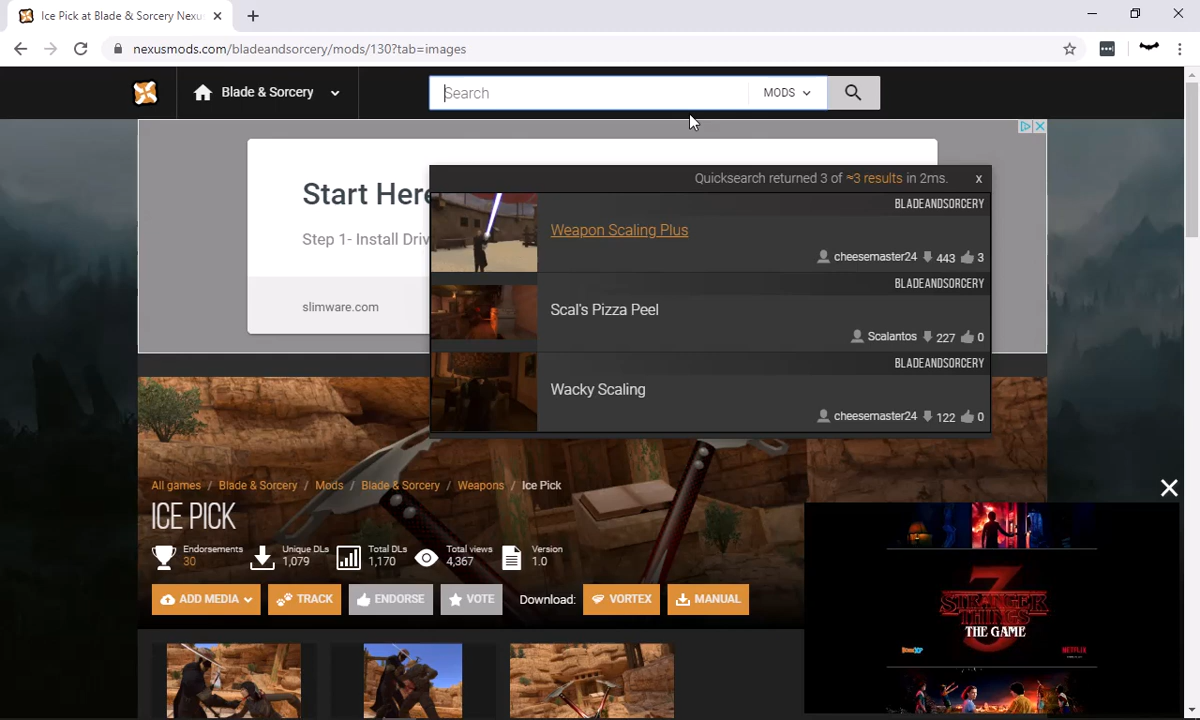 Ice Pick at Blade & Sorcery Nexus
nexusmods.com/bladeandsorcery/mods/130?tab=images
Blade & Sorcery
Search
MODS
Start Here
Step 1- Install Driv
slimware.com
Quicksearch returned 3 of ≈3 results in 2ms. x
BLADEANDSORCERY
Weapon Scaling Plus
cheesemaster24 443 3
BLADEANDSORCERY
Scal's Pizza Peel
Scalantos 227 0
BLADEANDSORCERY
Wacky Scaling
cheesemaster24 122 0
All games / Blade & Sorcery / Mods / Blade & Sorcery / Weapons / Ice Pick
ICE PICK
Endorsements
30
Unique DLs
1,079
Total DLs
1,170
Total views
4,367
Version
1.0
ADD MEDIA
TRACK
ENDORSE
VOTE
Download:
VORTEX
MANUAL
STRANGER
THINGS
3
THE GAME
BonusXP
NETFLIX